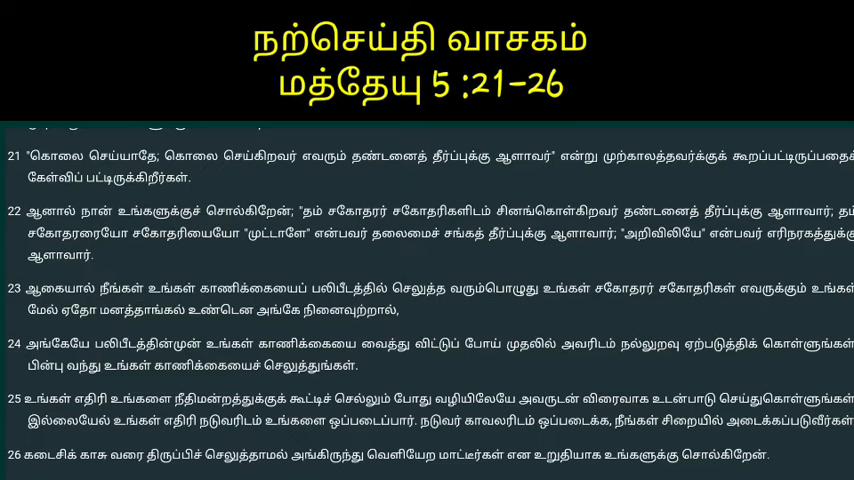 நற்செய்தி வாசகம்
மத்தேயு 5 :21-26
21 "கொலை செய்யாதே; கொலை செய்கிறவர் எவரும் தண்டனைத் தீர்ப்புக்கு ஆளாவர்" என்று முற்காலத்தவர்க்குக் கூறப்பட்டிருப்பதைக்
கேள்விப் பட்டிருக்கிறீர்கள்.
22 ஆனால் நான் உங்களுக்குச் சொல்கிறேன்; "தம் சகோதரர் சகோதரிகளிடம் சினங்கொள்கிறவர் தண்டனைத் தீர்ப்புக்கு ஆளாவார்; தம்
சகோதரரையோ சகோதரியையோ "முட்டாளே" என்பவர் தலைமைச் சங்கத் தீர்ப்புக்கு ஆளாவார்; "அறிவிலியே" என்பவர் எரிநரகத்துக்கு
ஆளாவார்.
23 ஆகையால் நீங்கள் உங்கள் காணிக்கையைப் பலிபீடத்தில் செலுத்த வரும்பொழுது உங்கள் சகோதரர் சகோதரிகள் எவருக்கும் உங்கள்
மேல் ஏதோ மனத்தாங்கல் உண்டென அங்கே நினைவுற்றால்,
24 அங்கேயே பலிபீடத்தின்முன் உங்கள் காணிக்கையை வைத்து விட்டுப் போய் முதலில் அவரிடம் நல்லுறவு ஏற்படுத்திக் கொள்ளுங்கள்
பின்பு வந்து உங்கள் காணிக்கையைச் செலுத்துங்கள்.
25 உங்கள் எதிரி உங்களை நீதிமன்றத்துக்குக் கூட்டிச் செல்லும் போது வழியிலேயே அவருடன் விரைவாக உடன்பாடு செய்துகொள்ளுங்கள்
இல்லையேல் உங்கள் எதிரி நடுவரிடம் உங்களை ஒப்படைப்பார். நடுவர் காவலரிடம் ஒப்படைக்க, நீங்கள் சிறையில் அடைக்கப்படுவீர்கள்
26 கடைசிக் காசு வரை திருப்பிச் செலுத்தாமல் அங்கிருந்து வெளியேற மாட்டீர்கள் என உறுதியாக உங்களுக்கு சொல்கிறேன்.